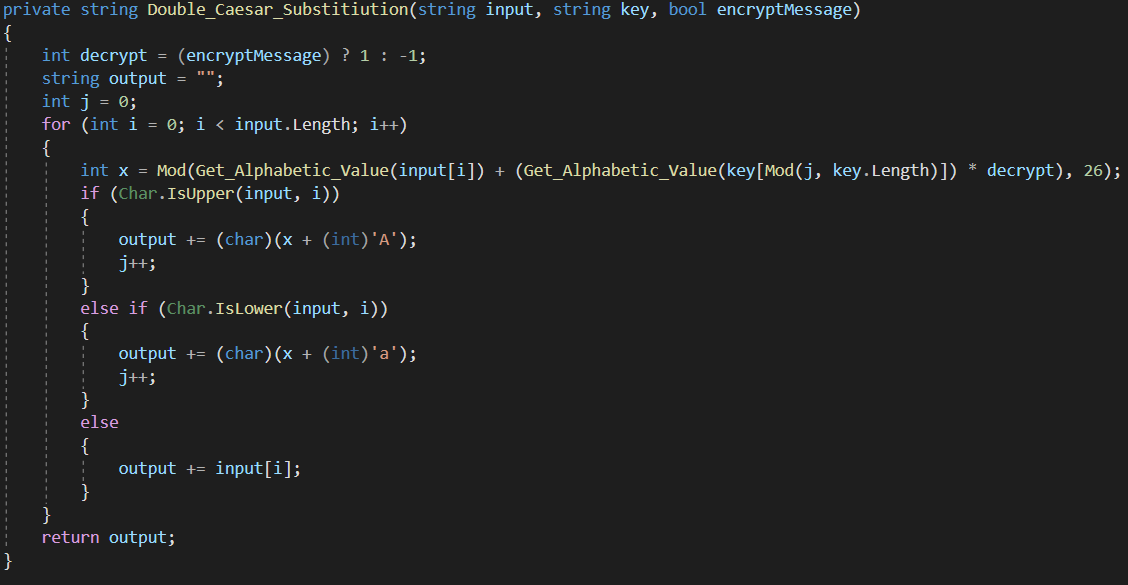 private string Double_Caesar_Substitiution(string input, string key, bool encryptMessage)
{
    int decrypt = (encryptMessage) ? 1 : -1;
    string output = "";
    int j = 0;
    for (int i = 0; i < input.Length; i++)
    {
        int x = Mod(Get_Alphabetic_Value(input[i]) + (Get_Alphabetic_Value(key[Mod(j, key.Length)]) * decrypt), 26);
        if (Char.IsUpper(input, i))
        {
            output += (char)(x + (int)'A');
            j++;
        }
        else if (Char.IsLower(input, i))
        {
            output += (char)(x + (int)'a');
            j++;
        }
        else
        {
            output += input[i];
        }
    }
    return output;
}